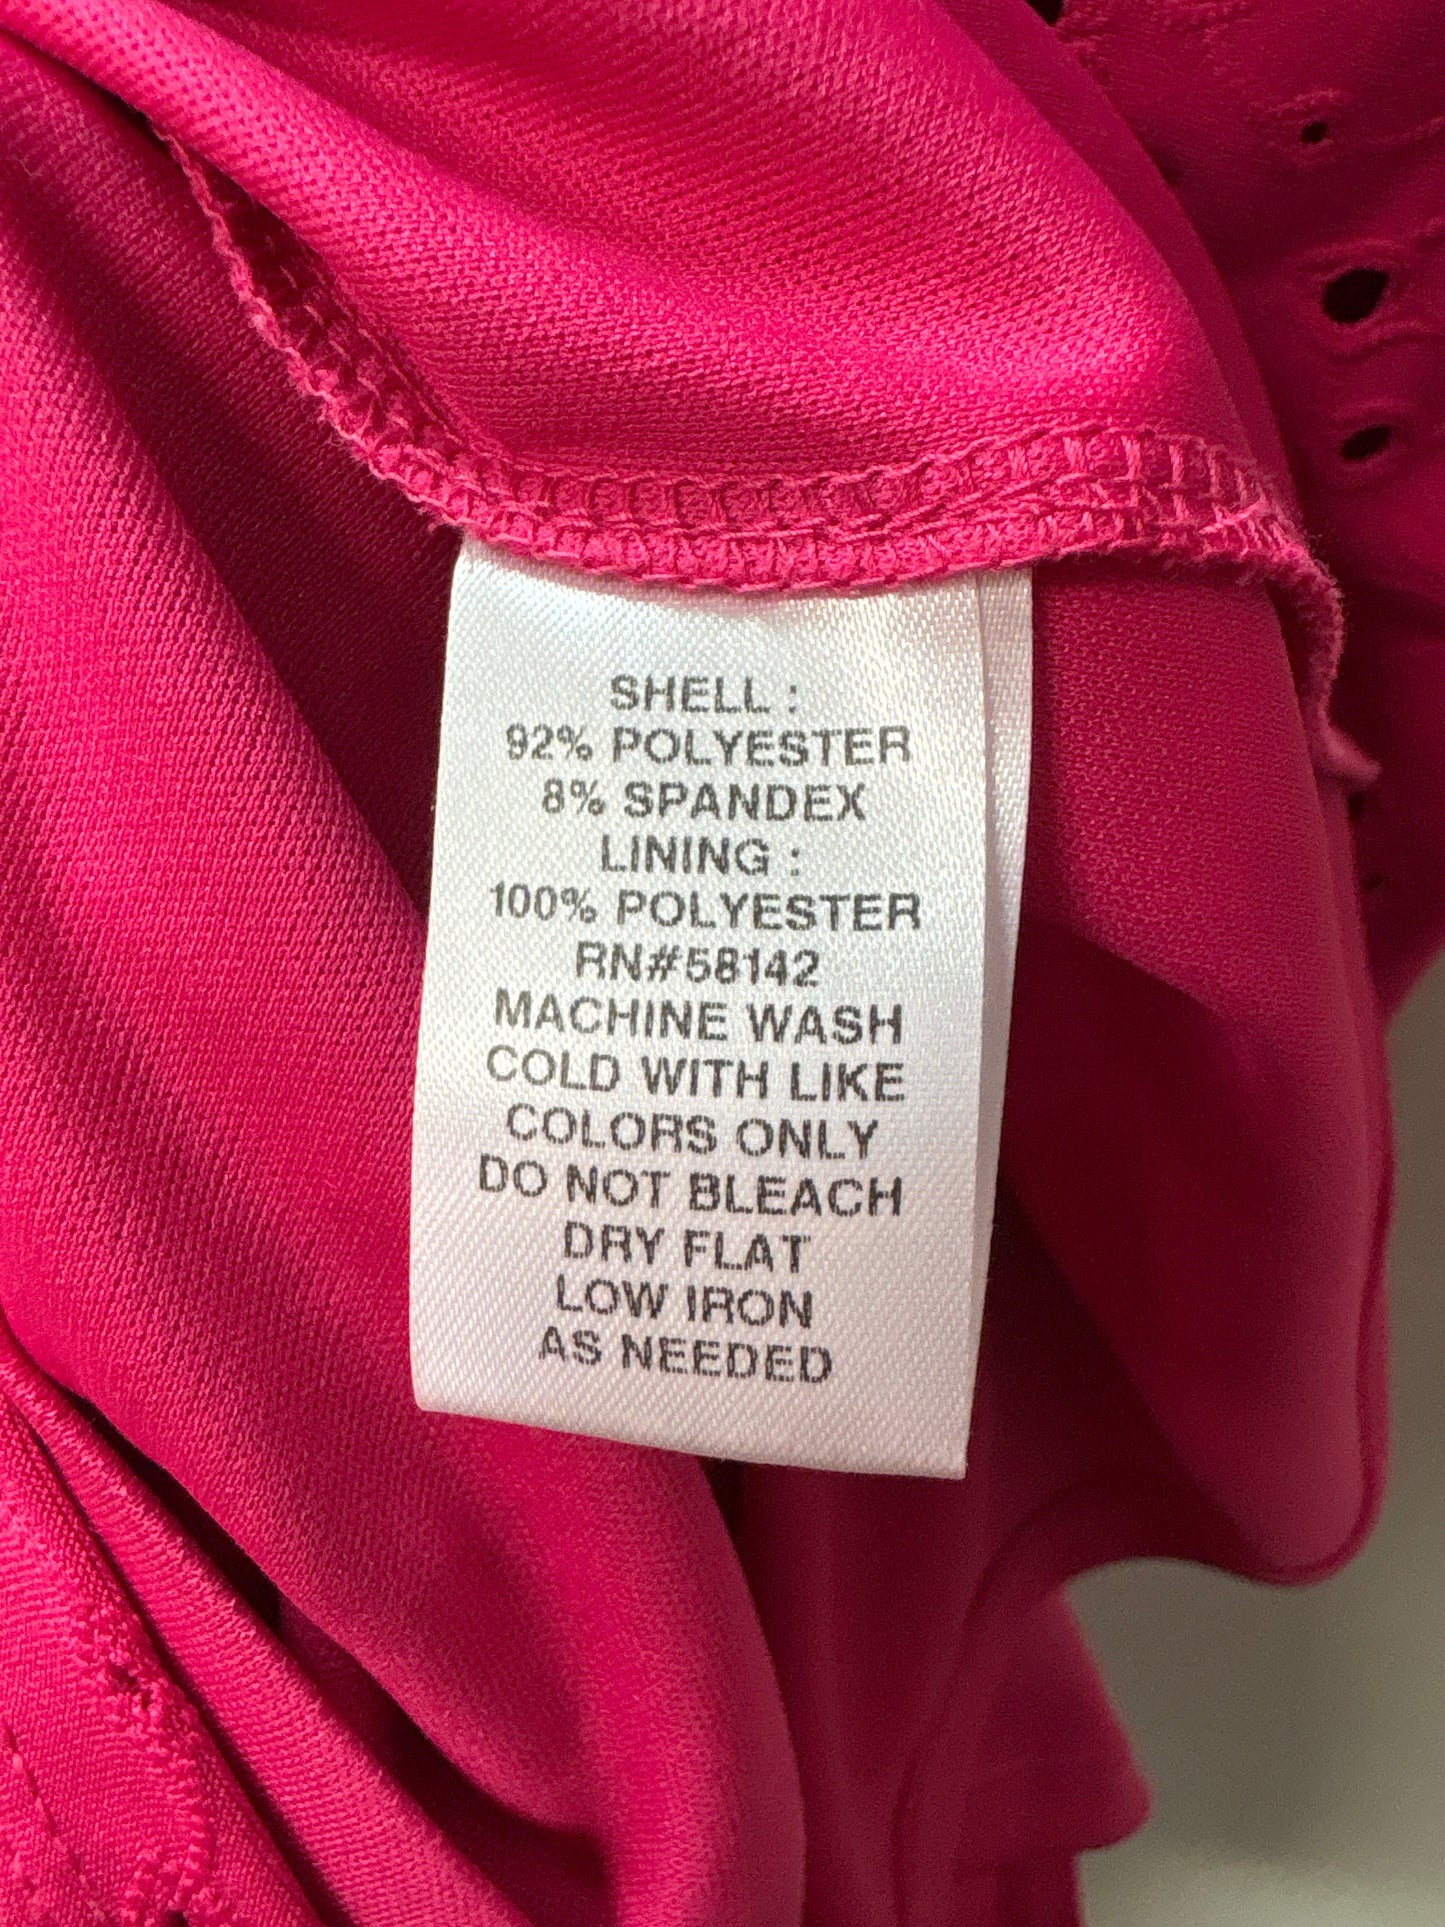 SHELL :
92% POLYESTER
8% SPANDEX
LINING :
100% POLYESTER
RN#58142
MACHINE WASH
COLD WITH LIKE
COLORS ONLY
DO NOT BLEACH
DRY FLAT
LOW IRON
AS NEEDED